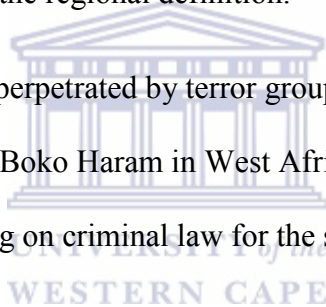 the regional definition.
perpetrated by terror group
Boko Haram in West Afri
g on criminal law for the s
UNIVERSITY of the
WESTERN CAPE